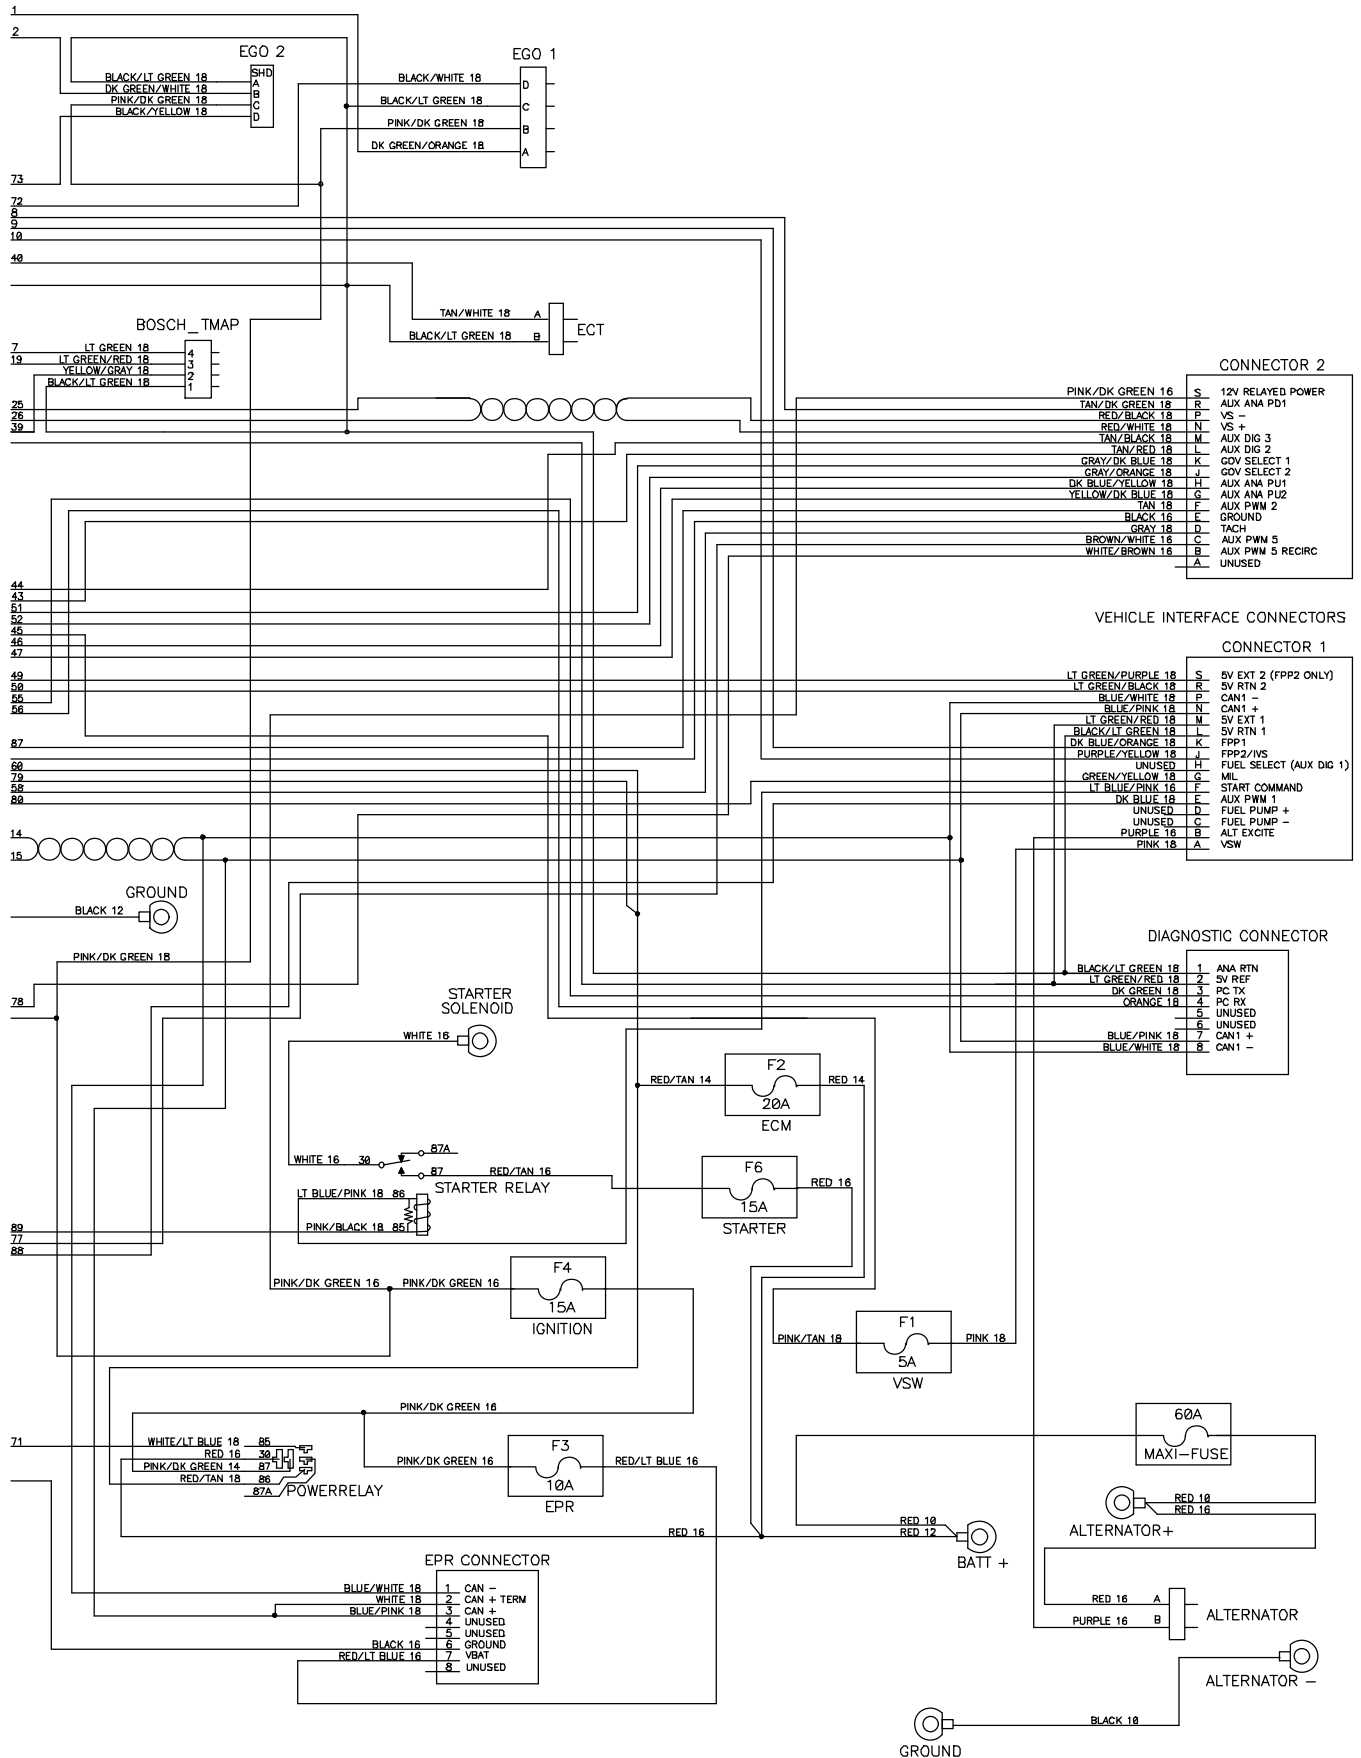 1
2
EGO 2
BLACK/LT GREEN 18
DK GREEN/WHITE 18
PINK/DK GREEN 18
BLACK/YELLOW 18
SHD
A
B
C
D
EGO 1
BLACK/WHITE 18 D
BLACK/LT GREEN 18 C
PINK/DK GREEN 18 B
DK GREEN/ORANGE 18 A
73
72
8
9
10
40
TAN/WHITE 18 A
BLACK/LT GREEN 18 B
ECT
BOSCH_TMAP
7 LT GREEN 18 4
19 LT GREEN/RED 18 3
YELLOW/GRAY 18 2
BLACK/LT GREEN 18 1
25
26
39
CONNECTOR 2
PINK/DK GREEN 16 S 12V RELAYED POWER
TAN/DK GREEN 18 R AUX ANA PD1
RED/BLACK 18 P VS -
RED/WHITE 18 N VS +
TAN/BLACK 18 M AUX DIG 3
TAN/RED 18 L AUX DIG 2
GRAY/DK BLUE 18 K GOV SELECT 1
GRAY/ORANGE 18 J GOV SELECT 2
DK BLUE/YELLOW 18 H AUX ANA PU1
YELLOW/DK BLUE 18 G AUX ANA PU2
TAN 18 F AUX PWM 2
BLACK 16 E GROUND
GRAY 18 D TACH
BROWN/WHITE 16 C AUX PWM 5
WHITE/BROWN 16 B AUX PWM 5 RECIRC
A UNUSED
44
43
51
52
45
46
47
49
50
55
56
87
60
79
58
80
14
15
VEHICLE INTERFACE CONNECTORS
CONNECTOR 1
LT GREEN/PURPLE 18 S 5V EXT 2 (FPP2 ONLY)
LT GREEN/BLACK 18 R 5V RTN 2
BLUE/WHITE 18 P CAN1 -
BLUE/PINK 18 N CAN1 +
LT GREEN/RED 18 M 5V EXT 1
BLACK/LT GREEN 18 L 5V RTN 1
DK BLUE/ORANGE 18 K FPP1
PURPLE/YELLOW 18 J FPP2/IVS
UNUSED H FUEL SELECT (AUX DIG 1)
GREEN/YELLOW 18 G MIL
LT BLUE/PINK 16 F START COMMAND
DK BLUE 18 E AUX PWM 1
UNUSED D FUEL PUMP +
UNUSED C FUEL PUMP -
PURPLE 16 B ALT EXCITE
PINK 18 A VSW
GROUND
BLACK 12
PINK/DK GREEN 18
78
DIAGNOSTIC CONNECTOR
BLACK/LT GREEN 18 1 ANA RTN
LT GREEN/RED 18 2 5V REF
DK GREEN 18 3 PC TX
ORANGE 18 4 PC RX
5 UNUSED
6 UNUSED
BLUE/PINK 18 7 CAN1 +
BLUE/WHITE 18 8 CAN1 -
STARTER
SOLENOID
WHITE 16
RED/TAN 14 F2 RED 14
20A
ECM
WHITE 16 30
87A
87 RED/TAN 16
STARTER RELAY
LT BLUE/PINK 18 86
PINK/BLACK 18 85
F6 RED 16
15A
STARTER
89
77
88
PINK/DK GREEN 16 PINK/DK GREEN 16
F4
15A
IGNITION
PINK/TAN 18 F1 PINK 18
5A
VSW
PINK/DK GREEN 16
60A
MAXI-FUSE
71 WHITE/LT BLUE 18 85
RED 16 30
PINK/DK GREEN 14 87
RED/TAN 18 86
87A POWERRELAY
PINK/DK GREEN 16 F3 RED/LT BLUE 16
10A
EPR
RED 10
RED 16
ALTERNATOR+
RED 16
RED 10
RED 12
BATT +
EPR CONNECTOR
BLUE/WHITE 18 1 CAN -
WHITE 18 2 CAN + TERM
BLUE/PINK 18 3 CAN +
4 UNUSED
5 UNUSED
BLACK 16 6 GROUND
RED/LT BLUE 16 7 VBAT
8 UNUSED
RED 16 A
PURPLE 16 B
ALTERNATOR
ALTERNATOR -
BLACK 10
GROUND